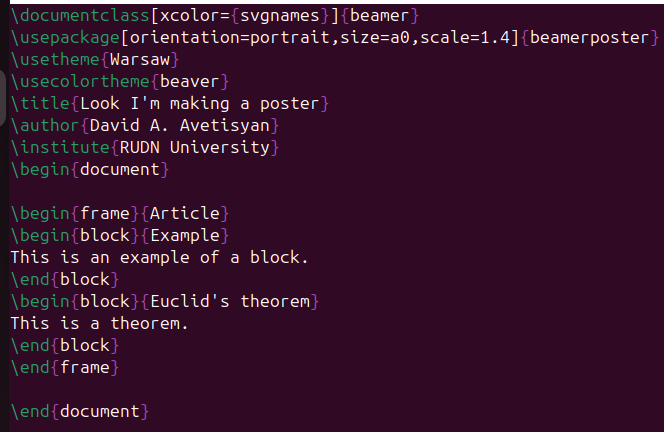 \documentclass[xcolor={svgnames}]{beamer}
\usepackage[orientation=portrait,size=a0,scale=1.4]{beamerposter}
\usetheme{Warsaw}
\usecolortheme{beaver}
\title{Look I'm making a poster}
\author{David A. Avetisyan}
\institute{RUDN University}
\begin{document}
\begin{frame}{Article}
\begin{block}{Example}
This is an example of a block.
\end{block}
\begin{block}{Euclid's theorem}
This is a theorem.
\end{block}
\end{frame}
\end{document}